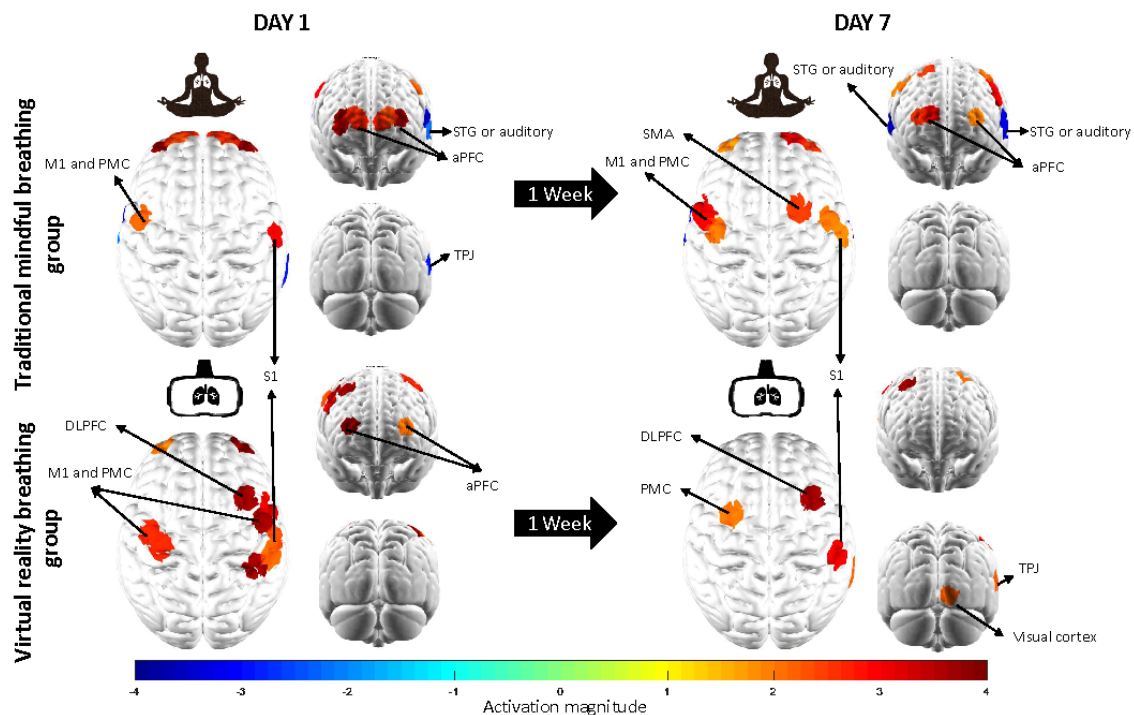 DAY 1
DAY 7
Traditional mindful breathing
group
M1 and PMC
STG or auditory
aPFC
TPJ
1 Week
STG or auditory
SMA
M1 and PMC
STG or auditory
aPFC
S1
S1
Virtual reality breathing
group
DLPFC
M1 and PMC
aPFC
1 Week
DLPFC
PMC
TPJ
Visual cortex
-4 -3 -2 -1 0 1 2 3 4
Activation magnitude